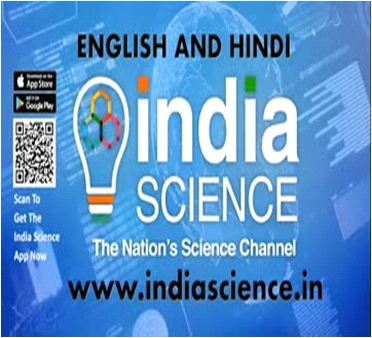 ENGLISH AND HINDI
Download on the
App Store
GET IT ON
Google Play
india
SCIENCE
Scan To
Get The
India Science
App Now
The Nation's Science Channel
www.indiascience.in